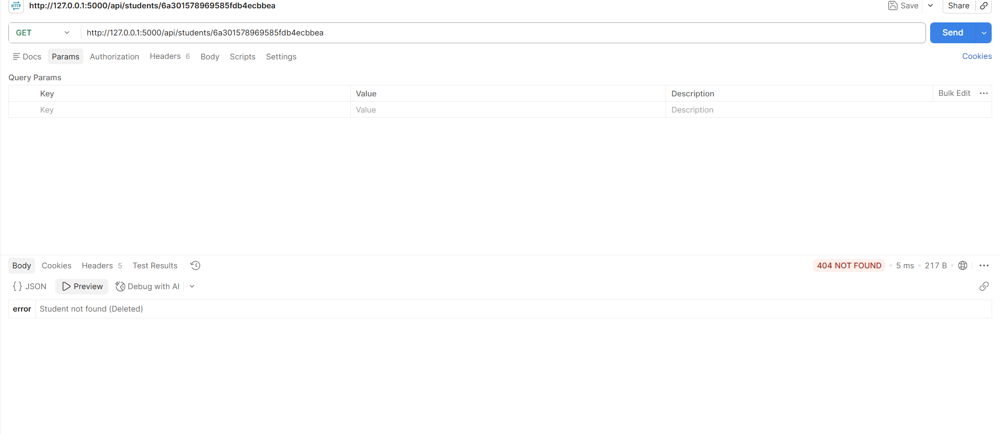 HTTP http://127.0.0.1:5000/api/students/6a301578969585fdb4ecbbea Save Share
GET http://127.0.0.1:5000/api/students/6a301578969585fdb4ecbbea Send
Docs Params Authorization Headers 6 Body Scripts Settings Cookies
Query Params
Key Value Description Bulk Edit
Key Value Description
Body Cookies Headers 5 Test Results 404 NOT FOUND 5 ms 217 B
{} JSON Preview Debug with AI
error Student not found (Deleted)